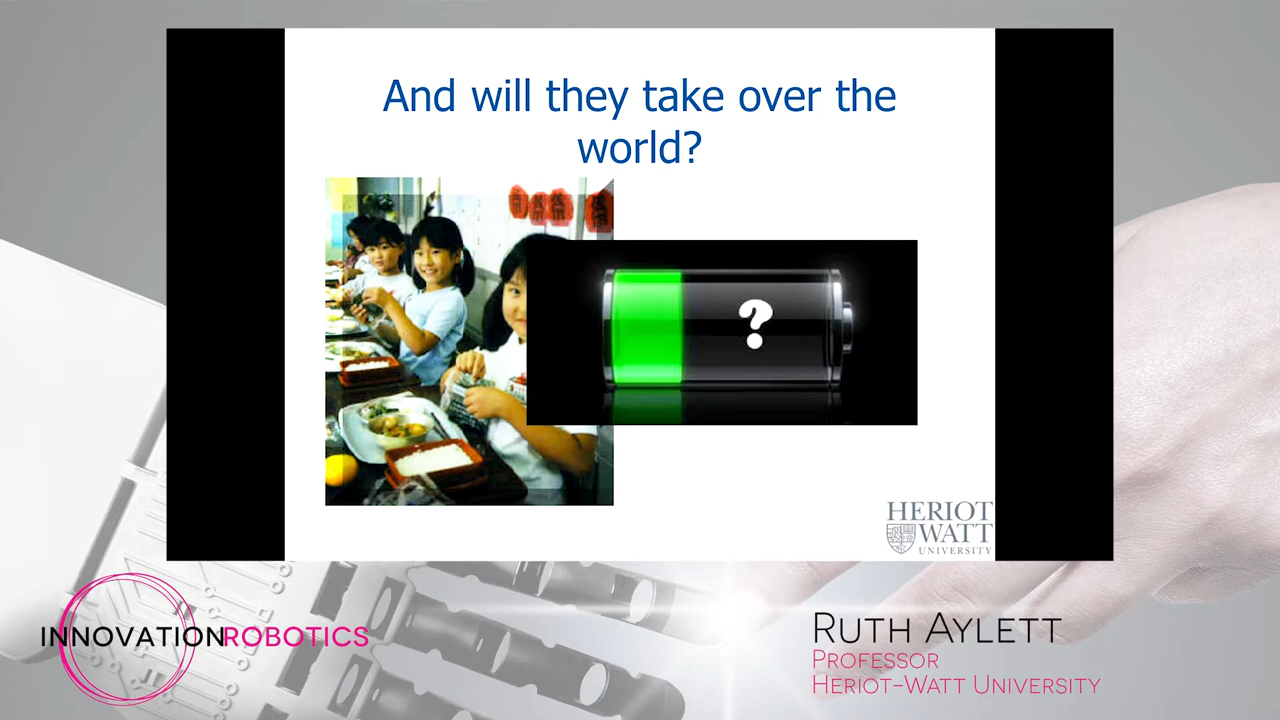 And will they take over the
world?
?
HERIOT
WATT
UNIVERSITY
INNOVATIONROBOTICS
RUTH AYLETT
PROFESSOR
HERIOT-WATT UNIVERSITY